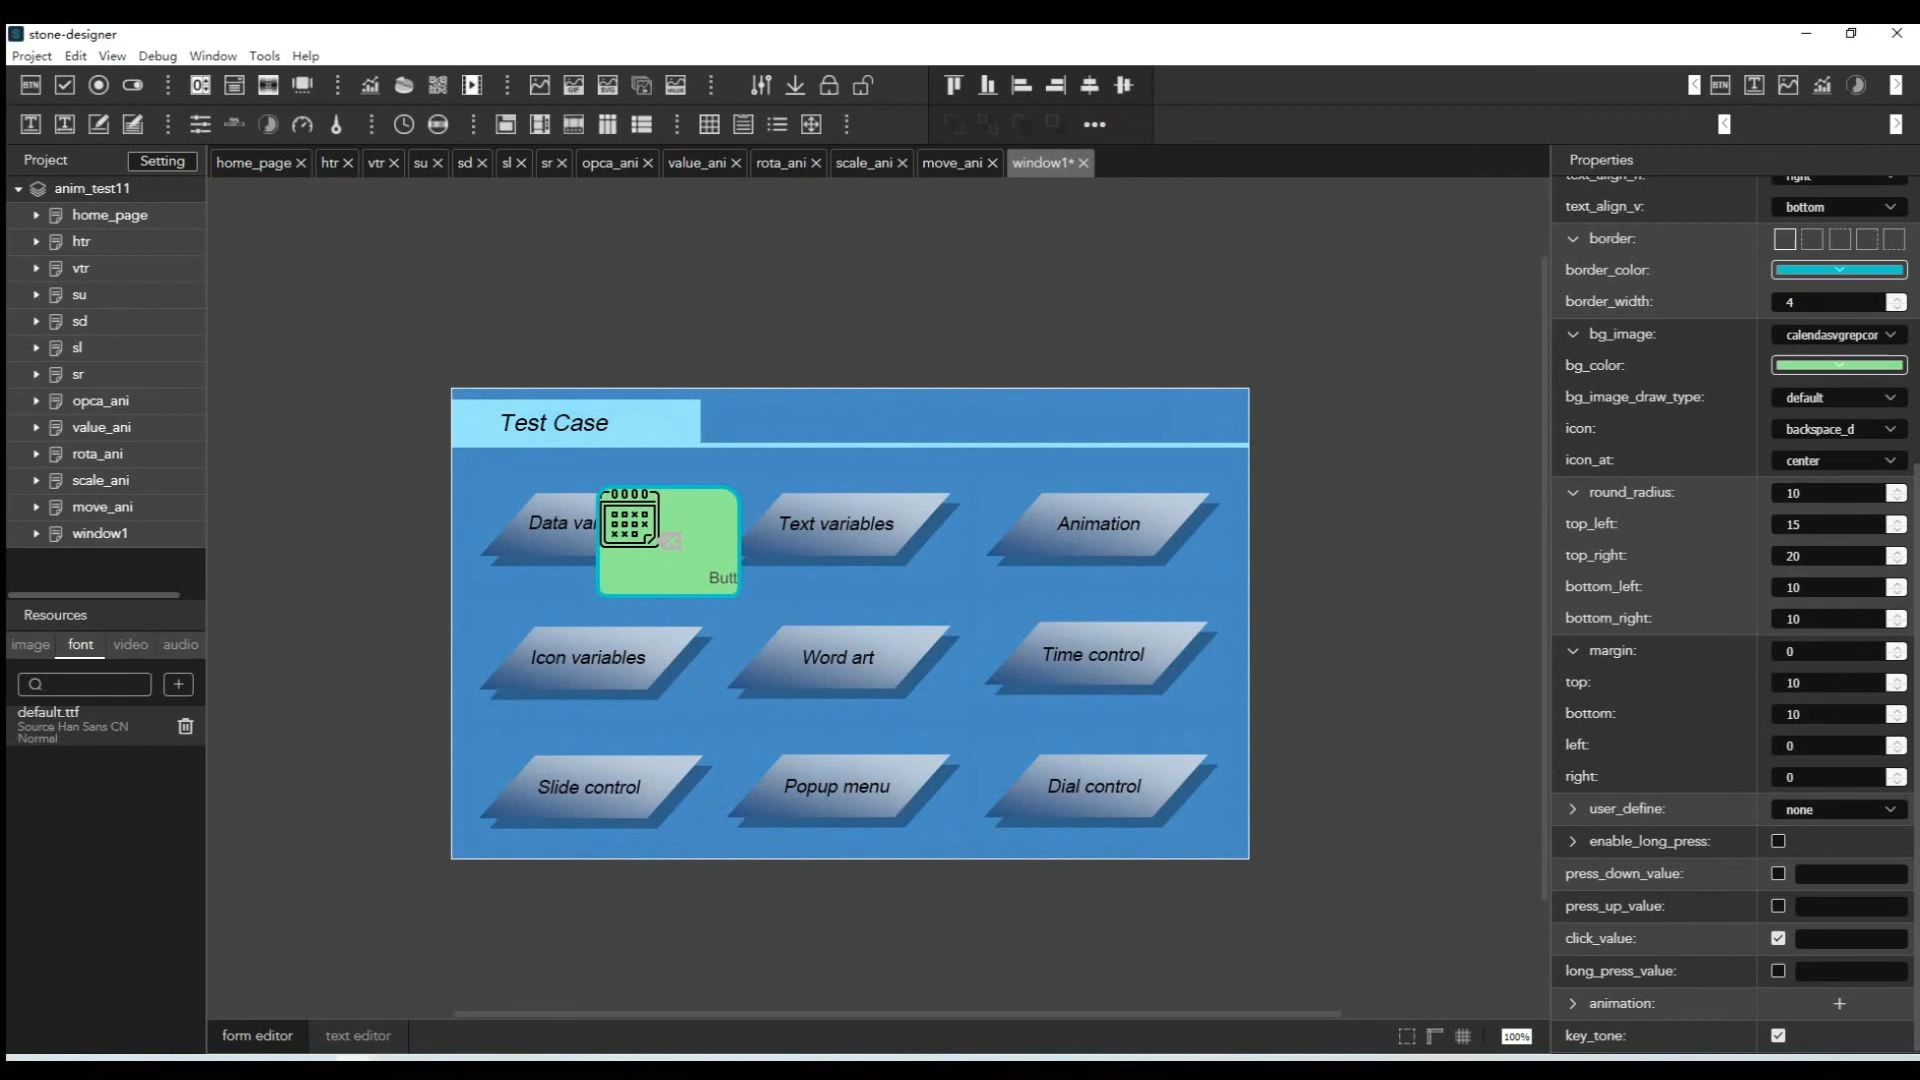 stone-designer
Project Edit View Debug Window Tools Help
Project Setting
home_page htr vtr su sd sl sr opca_ani value_ani rota_ani scale_ani move_ani window1*
anim_test11
home_page
htr
vtr
su
sd
sl
sr
opca_ani
value_ani
rota_ani
scale_ani
move_ani
window1
Resources
image font video audio
default.ttf
Source Han Sans CN
Normal
Test Case
Data vai
Text variables
Animation
Butt
Icon variables
Word art
Time control
Slide control
Popup menu
Dial control
form editor text editor
100%
Properties
text_align_h: right
text_align_v: bottom
border:
border_color:
border_width: 4
bg_image: calendasvgrepcor
bg_color:
bg_image_draw_type: default
icon: backspace_d
icon_at: center
round_radius: 10
top_left: 15
top_right: 20
bottom_left: 10
bottom_right: 10
margin: 0
top: 10
bottom: 10
left: 0
right: 0
user_define: none
enable_long_press:
press_down_value:
press_up_value:
click_value:
long_press_value:
animation: +
key_tone: